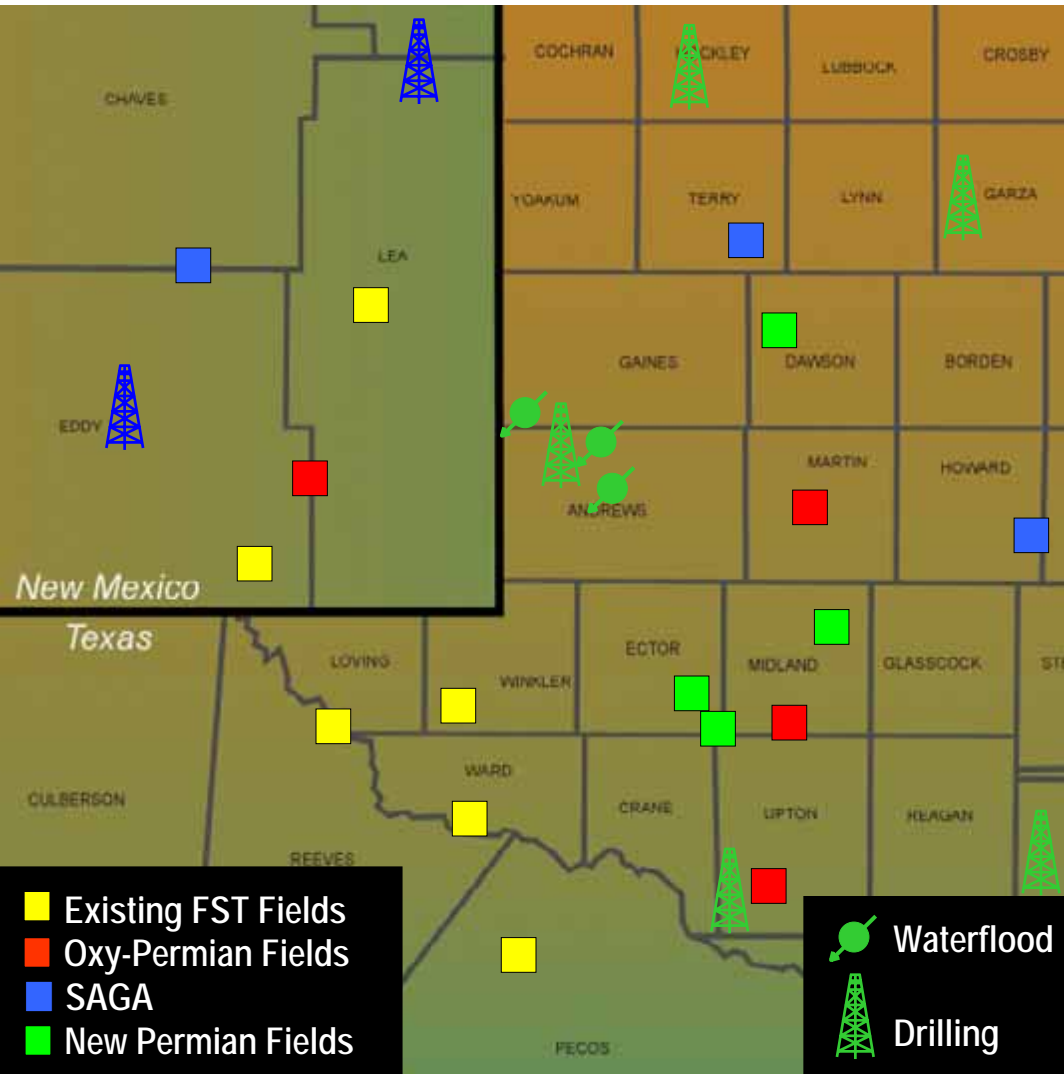 COCHRAN
CKLEY
LUBBOCK
CROSBY
CHAVES
YOAKUM
TERRY
LYNN
GARZA
LEA
GAINES
DAWSON
BORDEN
EDDY
MARTIN
HOWARD
ANDREWS
New Mexico
Texas
LOVING
WINKLER
ECTOR
MIDLAND
GLASSCOCK
STE
WARD
CULBERSON
CRANE
UPTON
REAGAN
REEVES
PECOS
Existing FST Fields
Oxy-Permian Fields
SAGA
New Permian Fields
Waterflood
Drilling